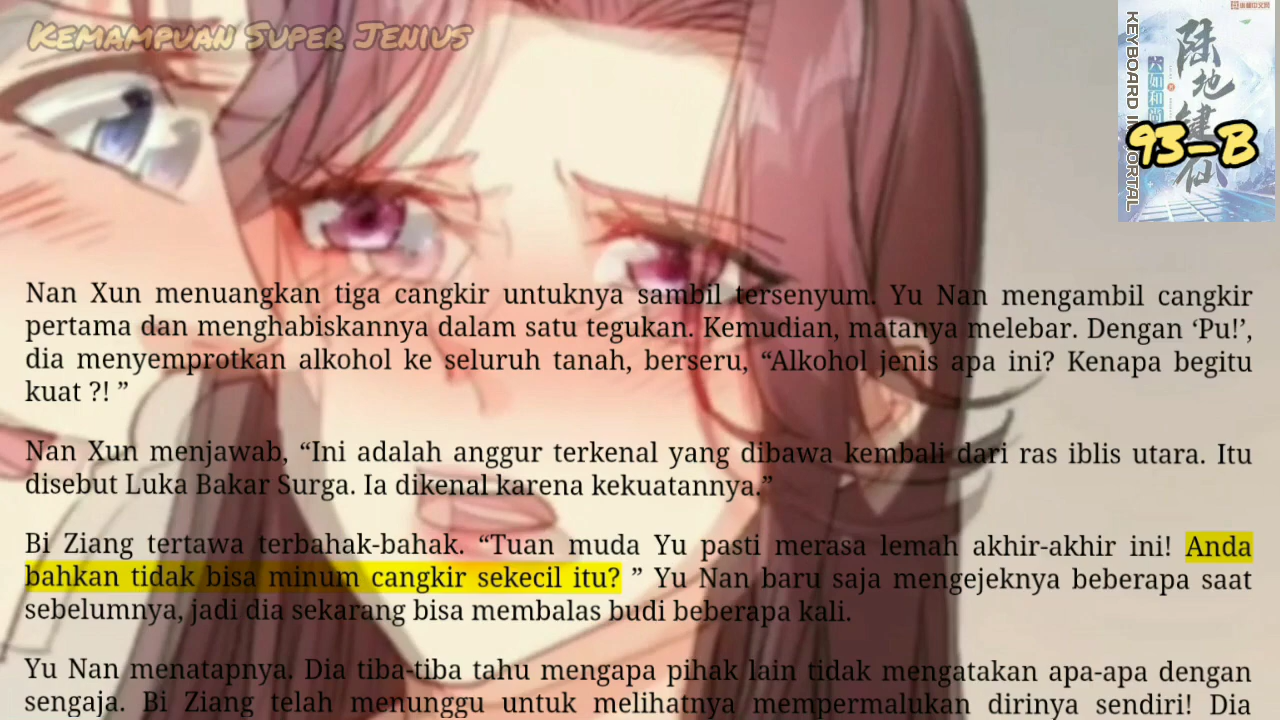 Kemampuan Super Jenius
陆地键仙
六如和尚
KEYBOARD IMMORTAL
93-B
Nan Xun menuangkan tiga cangkir untuknya sambil tersenyum. Yu Nan mengambil cangkir
pertama dan menghabiskannya dalam satu tegukan. Kemudian, matanya melebar. Dengan ‘Pu!’,
dia menyemprotkan alkohol ke seluruh tanah, berseru, “Alkohol jenis apa ini? Kenapa begitu
kuat ?! ”
Nan Xun menjawab, “Ini adalah anggur terkenal yang dibawa kembali dari ras iblis utara. Itu
disebut Luka Bakar Surga. Ia dikenal karena kekuatannya.”
Bi Ziang tertawa terbahak-bahak. “Tuan muda Yu pasti merasa lemah akhir-akhir ini! Anda
bahkan tidak bisa minum cangkir sekecil itu? ” Yu Nan baru saja mengejeknya beberapa saat
sebelumnya, jadi dia sekarang bisa membalas budi beberapa kali.
Yu Nan menatapnya. Dia tiba-tiba tahu mengapa pihak lain tidak mengatakan apa-apa dengan
sengaja. Bi Ziang telah menunggu untuk melihatnya mempermalukan dirinya sendiri! Dia